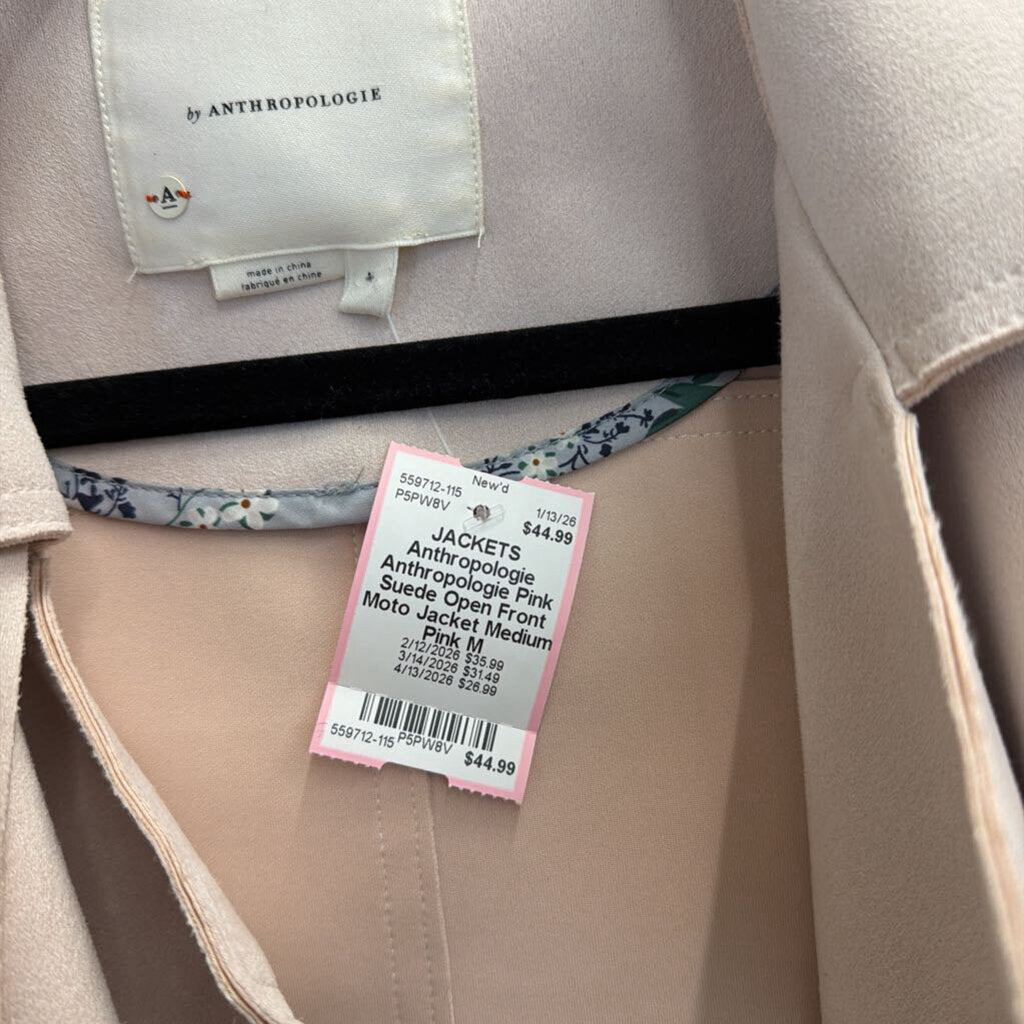 by ANTHROPOLOGIE
A
made in china
fabriqué en chine
New'd
559712-115
P5PW8V
1/13/26
$44.99
JACKETS
Anthropologie
Anthropologie Pink
Suede Open Front
Moto Jacket Medium
Pink M
2/12/2026 $35.99
3/14/2026 $31.49
4/13/2026 $26.99
559712-115 P5PW8V $44.99